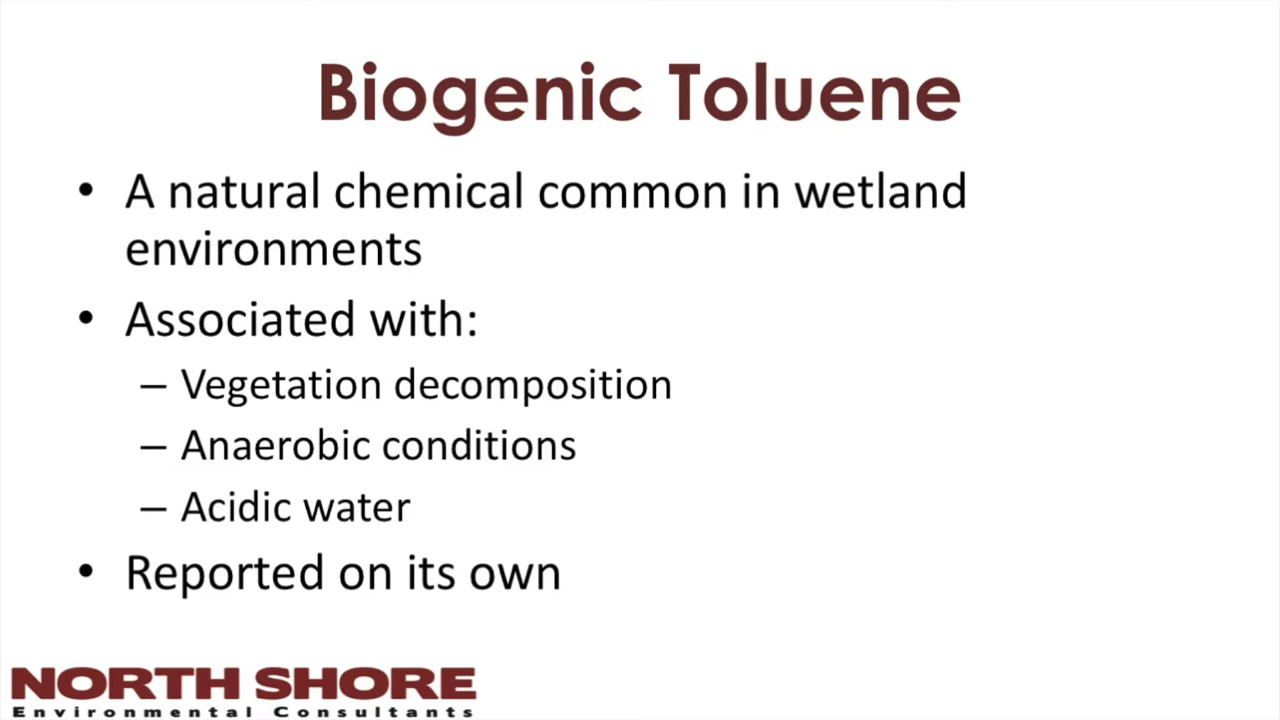 Biogenic Toluene
• A natural chemical common in wetland
environments
• Associated with:
– Vegetation decomposition
– Anaerobic conditions
– Acidic water
• Reported on its own
NORTH SHORE
Environmental Consultants